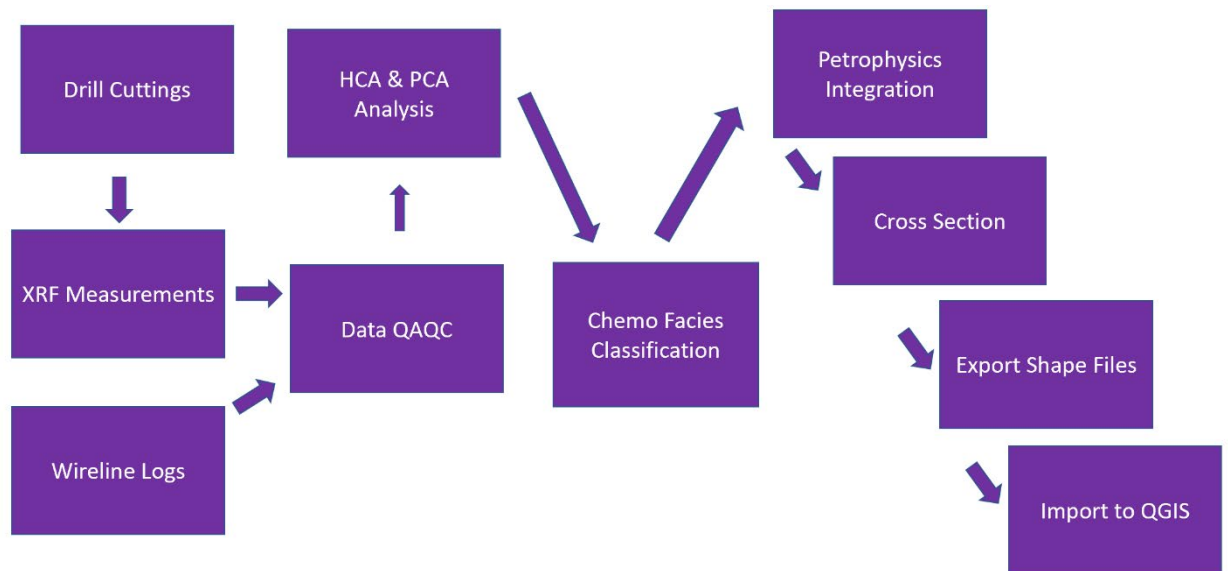 Drill Cuttings
XRF Measurements
Wireline Logs
HCA & PCA
Analysis
Data QAQC
Chemo Facies
Classification
Petrophysics
Integration
Cross Section
Export Shape Files
Import to QGIS